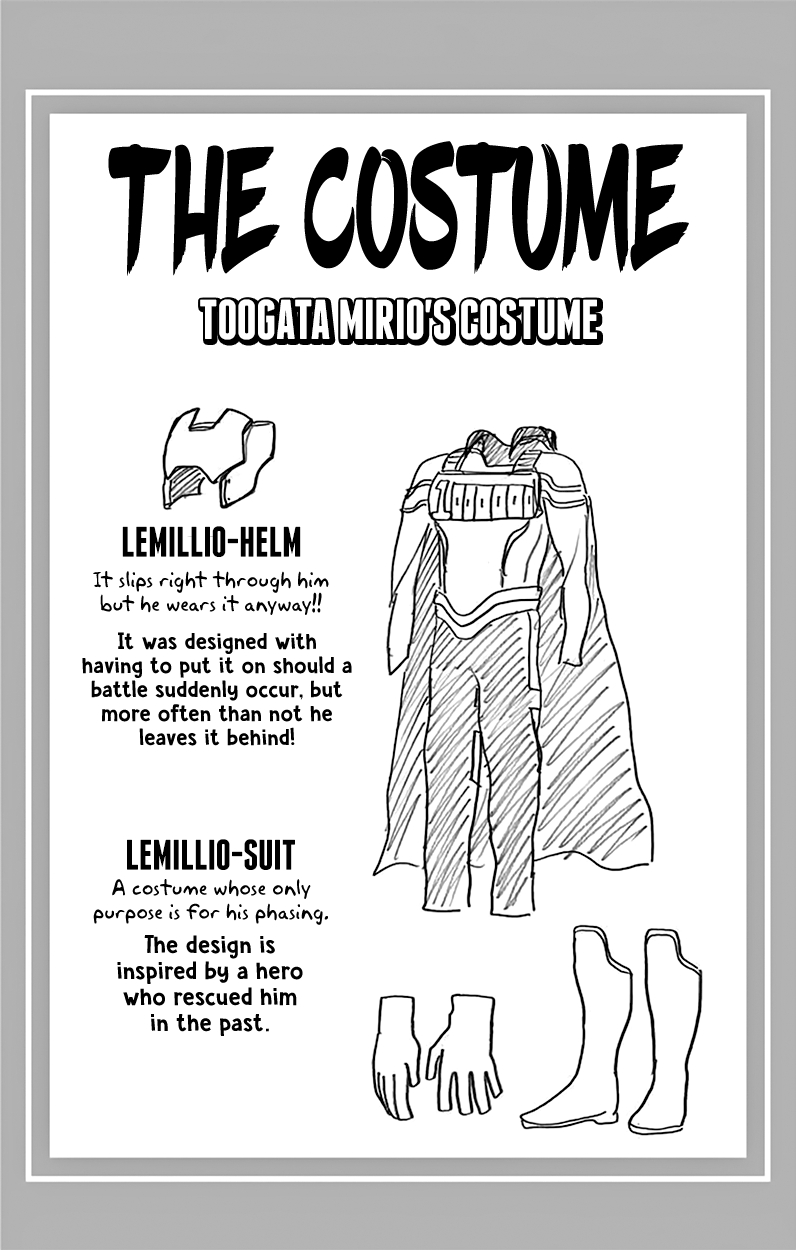 THE COSTUME
TOOGATA MIRIO'S COSTUME
LEMILLIO-HELM
It slips right through him
but he wears it anyway!!
It was designed with
having to put it on should a
battle suddenly occur, but
more often than not he
leaves it behind!
LEMILLIO-SUIT
A costume whose only
purpose is for his phasing.
The design is
inspired by a hero
who rescued him
in the past.